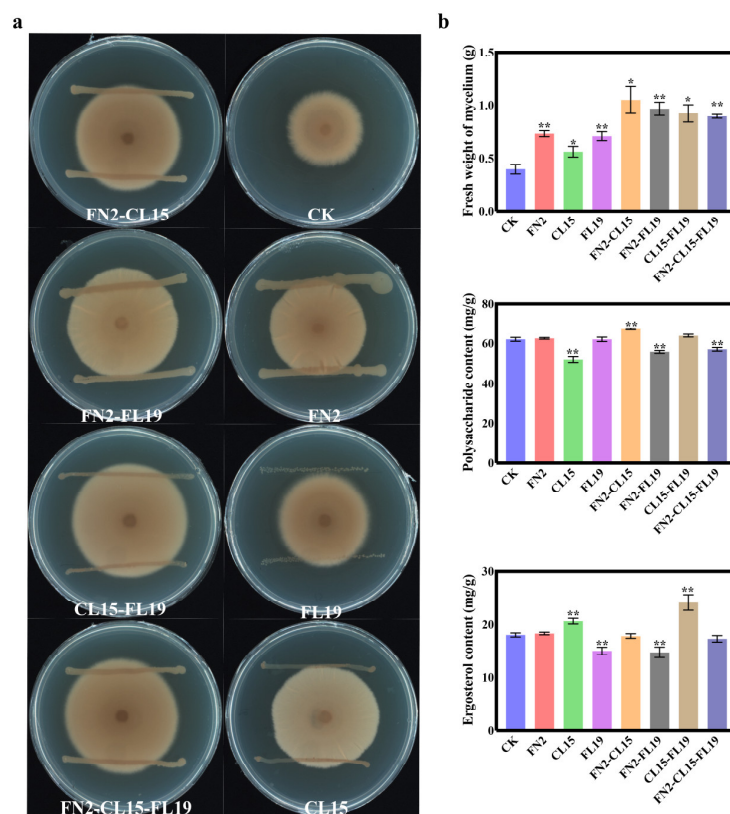 a
FN2-CL15
CK
FN2-FL19
FN2
CL15-FL19
FL19
FN2-CL15-FL19
CL15
b
Fresh weight of mycelium (g)
1.5
1.0
0.5
0.0
**
*
**
*
**
*
**
CK
FN2
CL15
FL19
FN2-CL15
FN2-FL19
CL15-FL19
FN2-CL15-FL19
Polysaccharide content (mg/g)
80
60
40
20
0
**
**
**
**
CK
FN2
CL15
FL19
FN2-CL15
FN2-FL19
CL15-FL19
FN2-CL15-FL19
Ergosterol content (mg/g)
30
20
10
0
**
**
**
**
CK
FN2
CL15
FL19
FN2-CL15
FN2-FL19
CL15-FL19
FN2-CL15-FL19